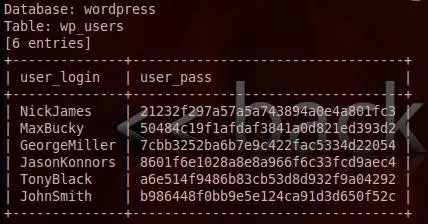 Database: wordpress
Table: wp_users
[6 entries]
+-------------+----------------------------------+
| user_login | user_pass |
+-------------+----------------------------------+
| NickJames | 21232f297a57a5a743894a0e4a801fc3 |
| MaxBucky | 50484c19f1afdaf3841a0d821ed393d2 |
| GeorgeMiller | 7cbb3252ba6b7e9c422fac5334d22054 |
| JasonKonnors | 8601f6e1028a8e8a966f6c33fcd9aec4 |
| TonyBlack | a6e514f9486b83cb53d8d932f9a04292 |
| JohnSmith | b986448f0bb9e5e124ca91d3d650f52c |
+-------------+----------------------------------+
<< back